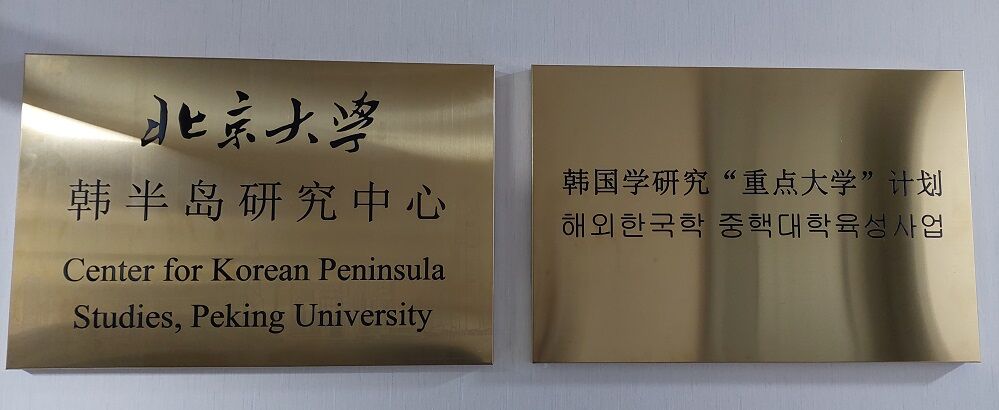 北京大學
韩半岛研究中心
Center for Korean Peninsula
Studies, Peking University
韩国学研究“重点大学”计划
해외한국학 중핵대학육성사업